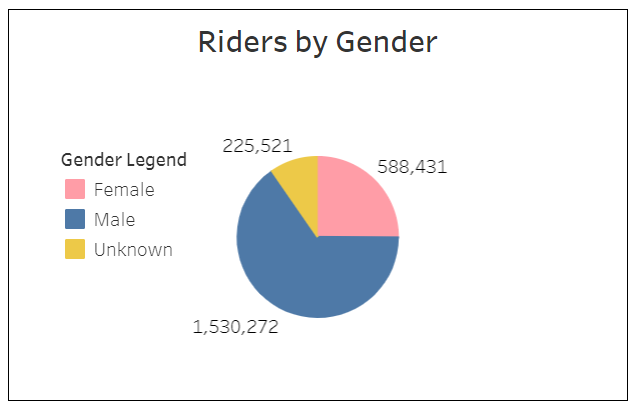 Riders by Gender
225,521
588,431
Gender Legend
Female
Male
Unknown
1,530,272